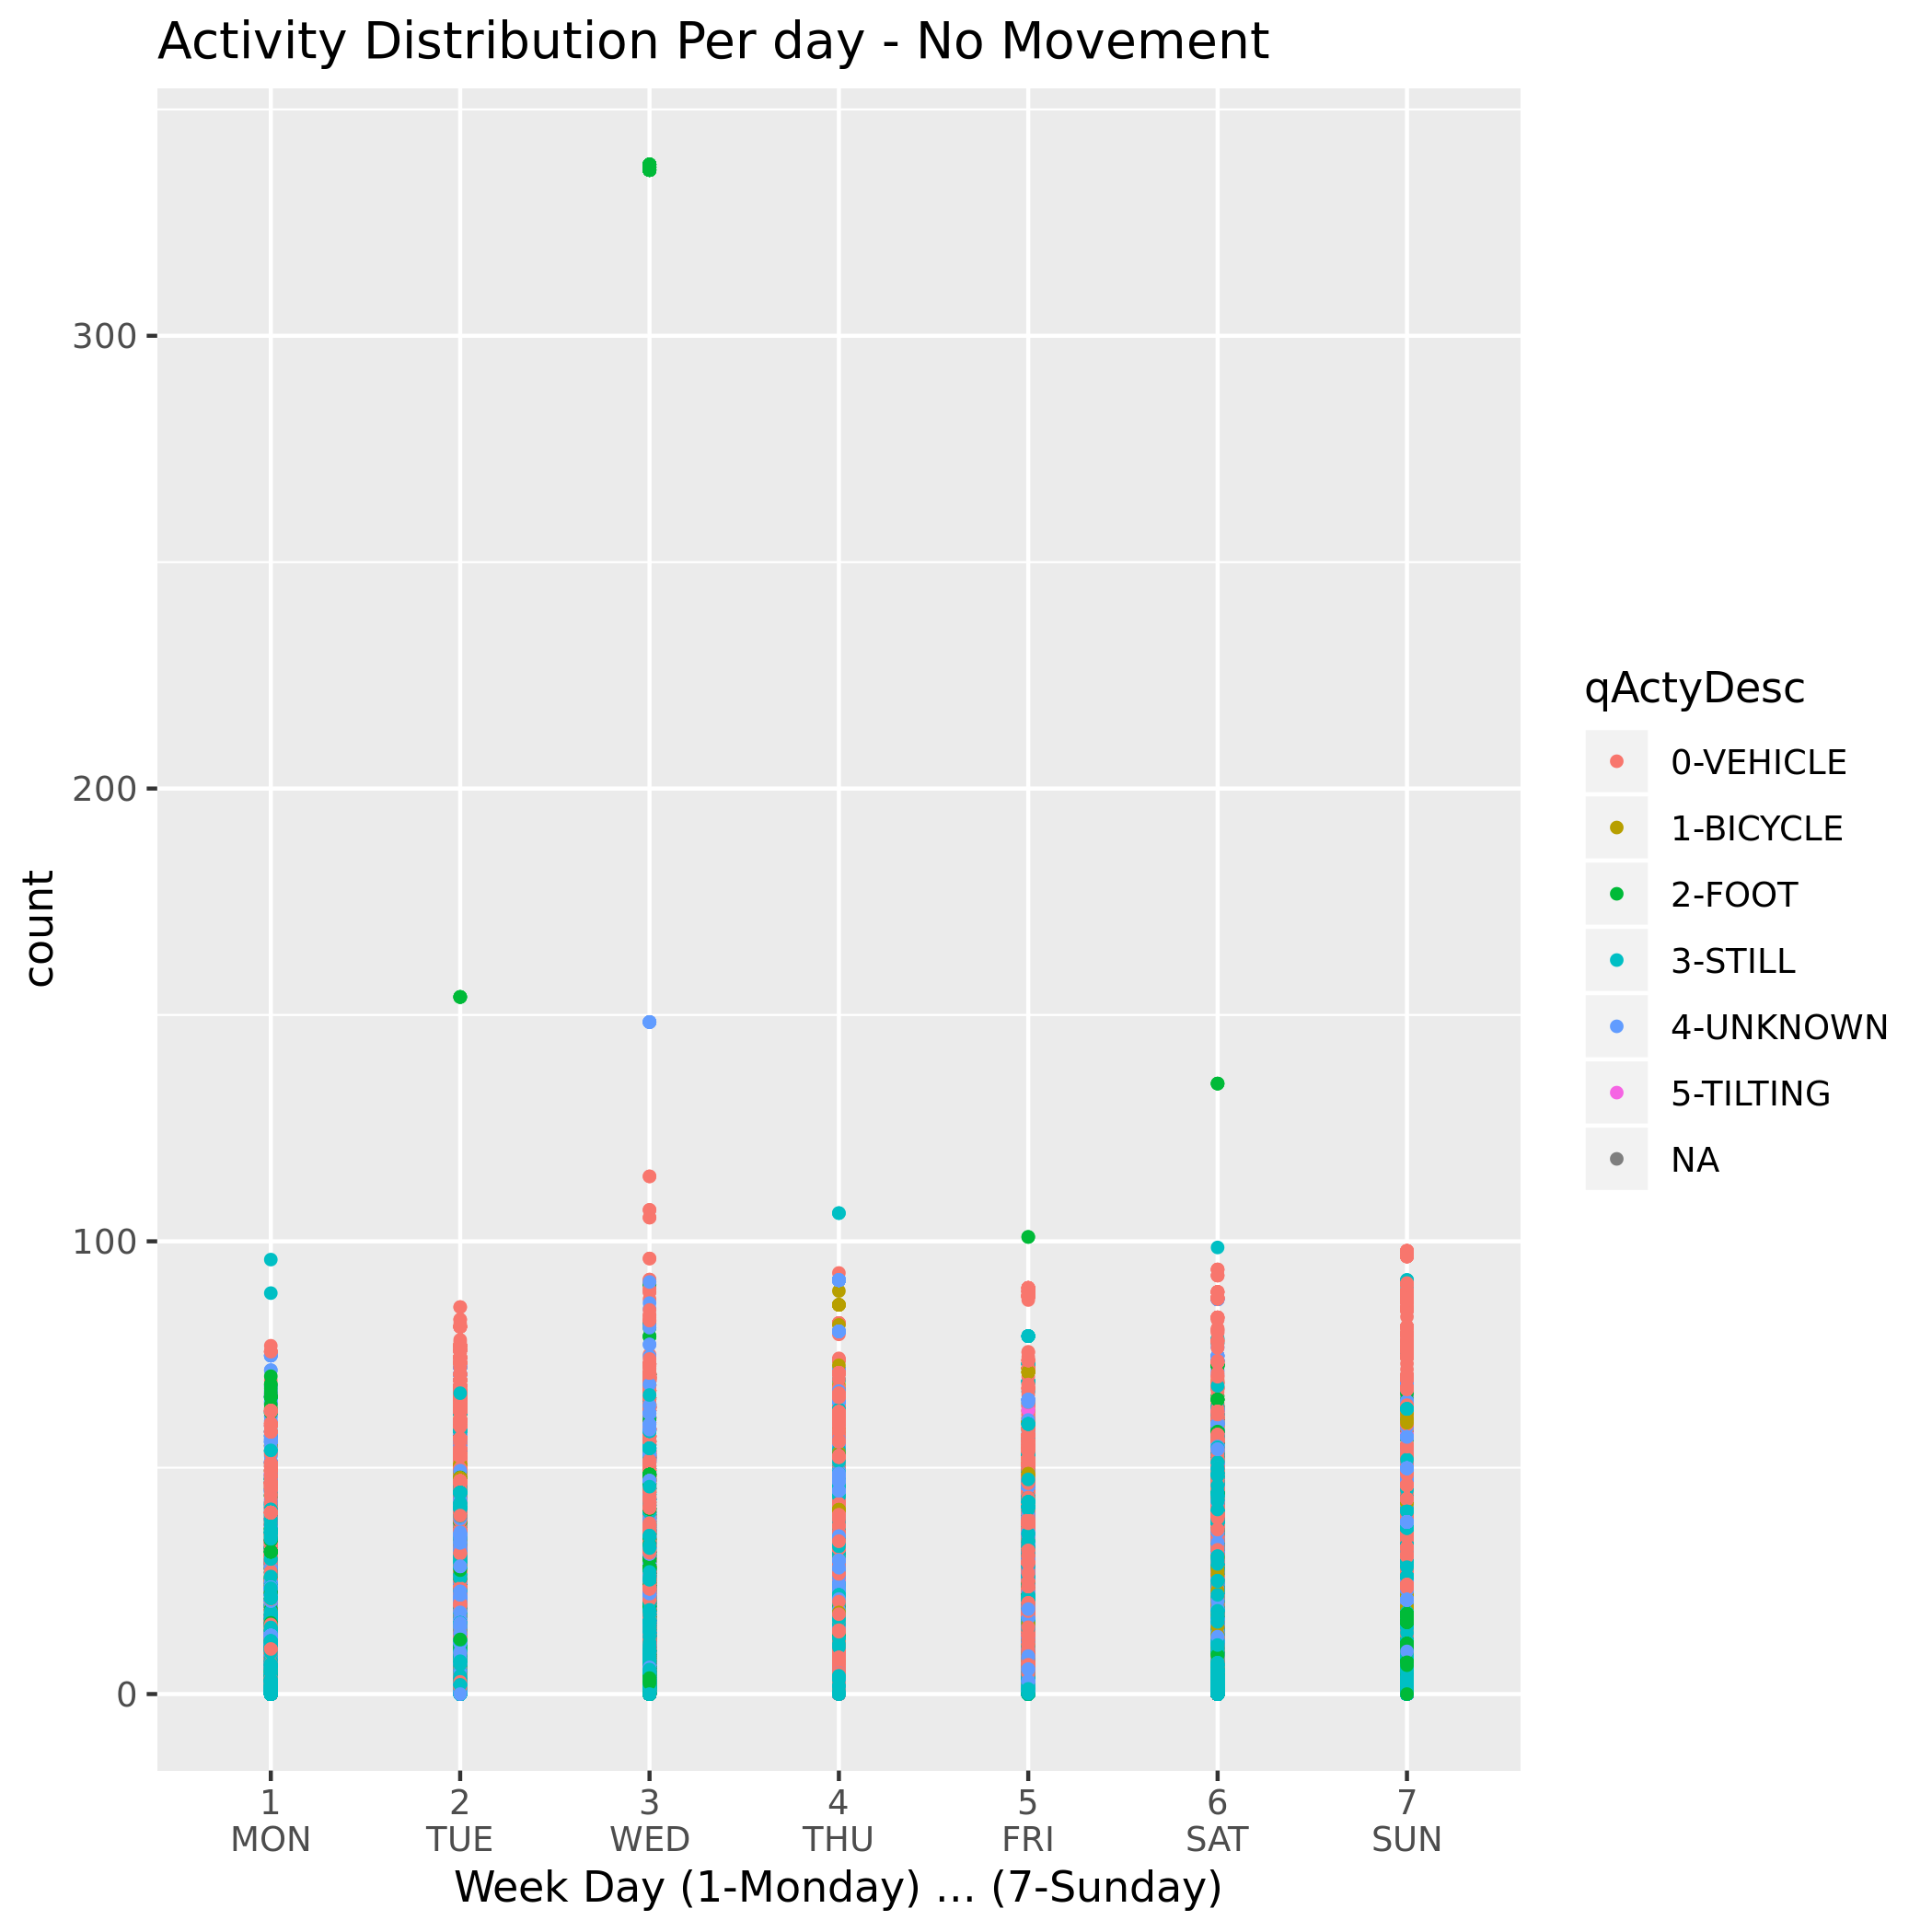 Activity Distribution Per day - No Movement
300
200
100
0
count
1
MON
2
TUE
3
WED
4
THU
5
FRI
6
SAT
7
SUN
Week Day (1-Monday) ... (7-Sunday)
qActyDesc
0-VEHICLE
1-BICYCLE
2-FOOT
3-STILL
4-UNKNOWN
5-TILTING
NA